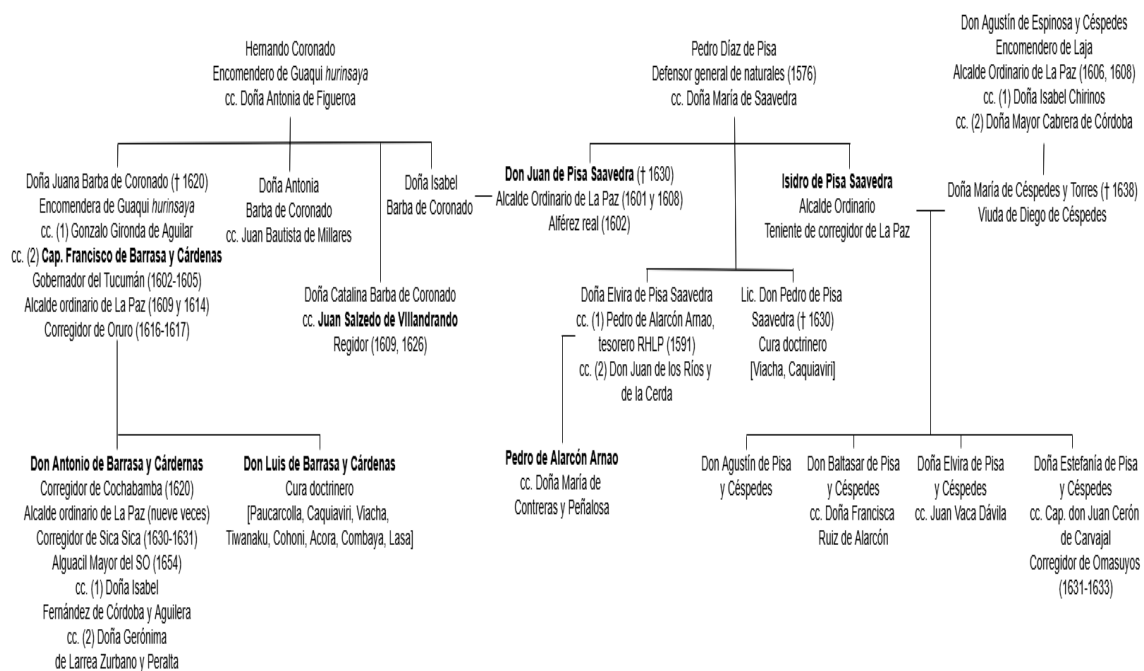 Hernando Coronado
Encomendero de Guaqui hurinsaya
cc. Doña Antonia de Figueroa
Pedro Díaz de Pisa
Defensor general de naturales (1576)
cc. Doña María de Saavedra
Don Agustín de Espinosa y Céspedes
Encomendero de Laja
Alcalde Ordinario de La Paz (1606, 1608)
cc. (1) Doña Isabel Chirinos
cc. (2) Doña Mayor Cabrera de Córdoba
Doña Juana Barba de Coronado († 1620)
Encomendera de Guaqui hurinsaya
cc. (1) Gonzalo Gironda de Aguilar
cc. (2) Cap. Francisco de Barrasa y Cárdenas
Gobernador del Tucumán (1602-1605)
Alcalde ordinario de La Paz (1609 y 1614)
Corregidor de Oruro (1616-1617)
Doña Antonia
Barba de Coronado
cc. Juan Bautista de Millares
Doña Isabel
Barba de Coronado
Don Juan de Pisa Saavedra († 1630)
Alcalde Ordinario de La Paz (1601 y 1608)
Alférez real (1602)
Isidro de Pisa Saavedra
Alcalde Ordinario
Teniente de corregidor de La Paz
Doña María de Céspedes y Torres († 1638)
Viuda de Diego de Céspedes
Doña Catalina Barba de Coronado
cc. Juan Salzedo de VIllandrando
Regidor (1609, 1626)
Doña Elvira de Pisa Saavedra
cc. (1) Pedro de Alarcón Arnao,
tesorero RHLP (1591)
cc. (2) Don Juan de los Ríos y
de la Cerda
Lic. Don Pedro de Pisa
Saavedra († 1630)
Cura doctrinero
[Viacha, Caquiaviri]
Don Antonio de Barrasa y Cárdernas
Corregidor de Cochabamba (1620)
Alcalde ordinario de La Paz (nueve veces)
Corregidor de Sica Sica (1630-1631)
Alguacil Mayor del SO (1654)
cc. (1) Doña Isabel
Fernández de Córdoba y Aguilera
cc. (2) Doña Gerónima
de Larrea Zurbano y Peralta
Don Luis de Barrasa y Cárdenas
Cura doctrinero
[Paucarcolla, Caquiaviri, Viacha,
Tiwanaku, Cohoni, Acora, Combaya, Lasa]
Pedro de Alarcón Arnao
cc. Doña María de
Contreras y Peñalosa
Don Agustín de Pisa
y Céspedes
Don Baltasar de Pisa
y Céspedes
cc. Doña Francisca
Ruiz de Alarcón
Doña Elvira de Pisa
y Céspedes
cc. Juan Vaca Dávila
Doña Estefanía de Pisa
y Céspedes
cc. Cap. don Juan Cerón
de Carvajal
Corregidor de Omasuyos
(1631-1633)